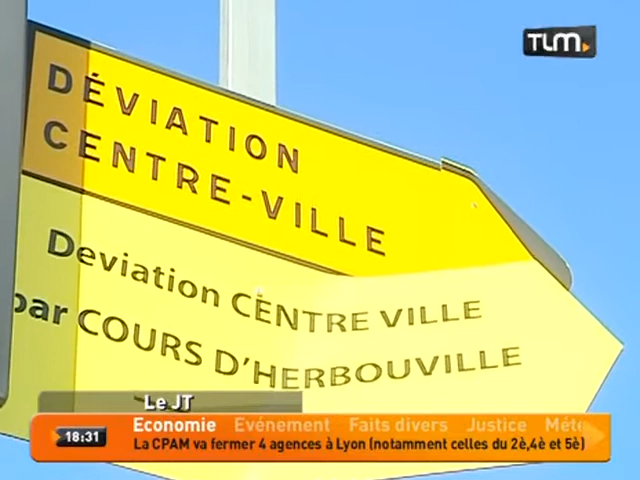 TLM
DÉVIATION
CENTRE-VILLE
Deviation CENTRE VILLE
par COURS D'HERBOUVILLE
Le JT
18:31
Economie Evénement Faits divers Justice Mété
La CPAM va fermer 4 agences à Lyon (notamment celles du 2è,4è et 5è)